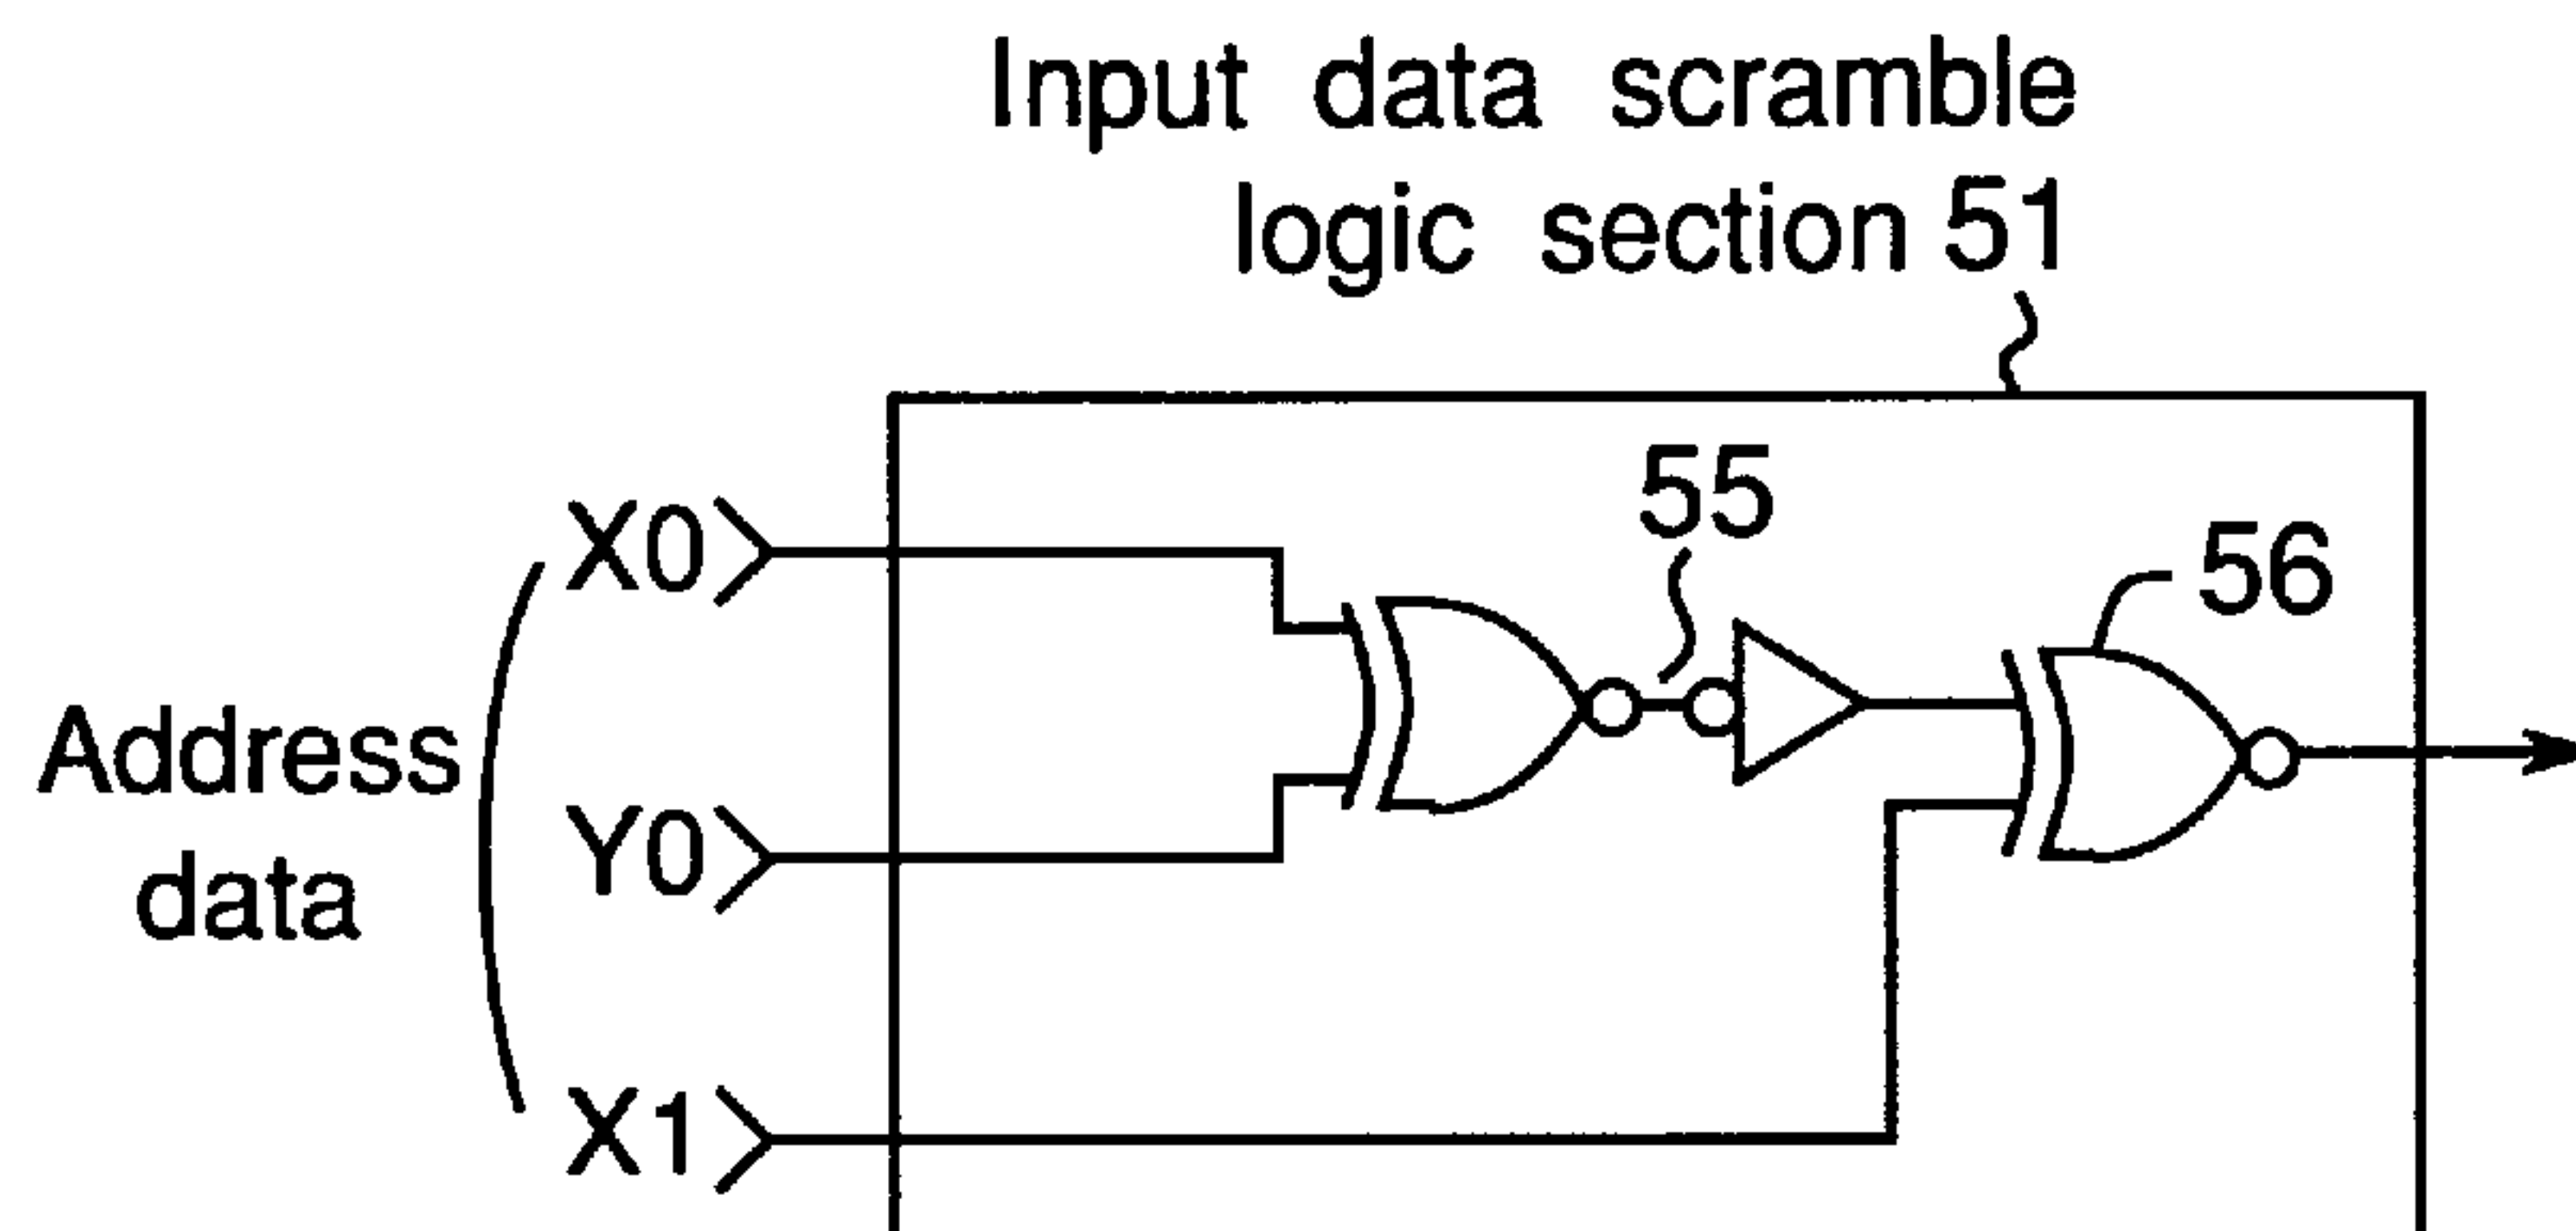 Input data scramble
logic section 51
55
56
X0
Address
data
Y0
X1